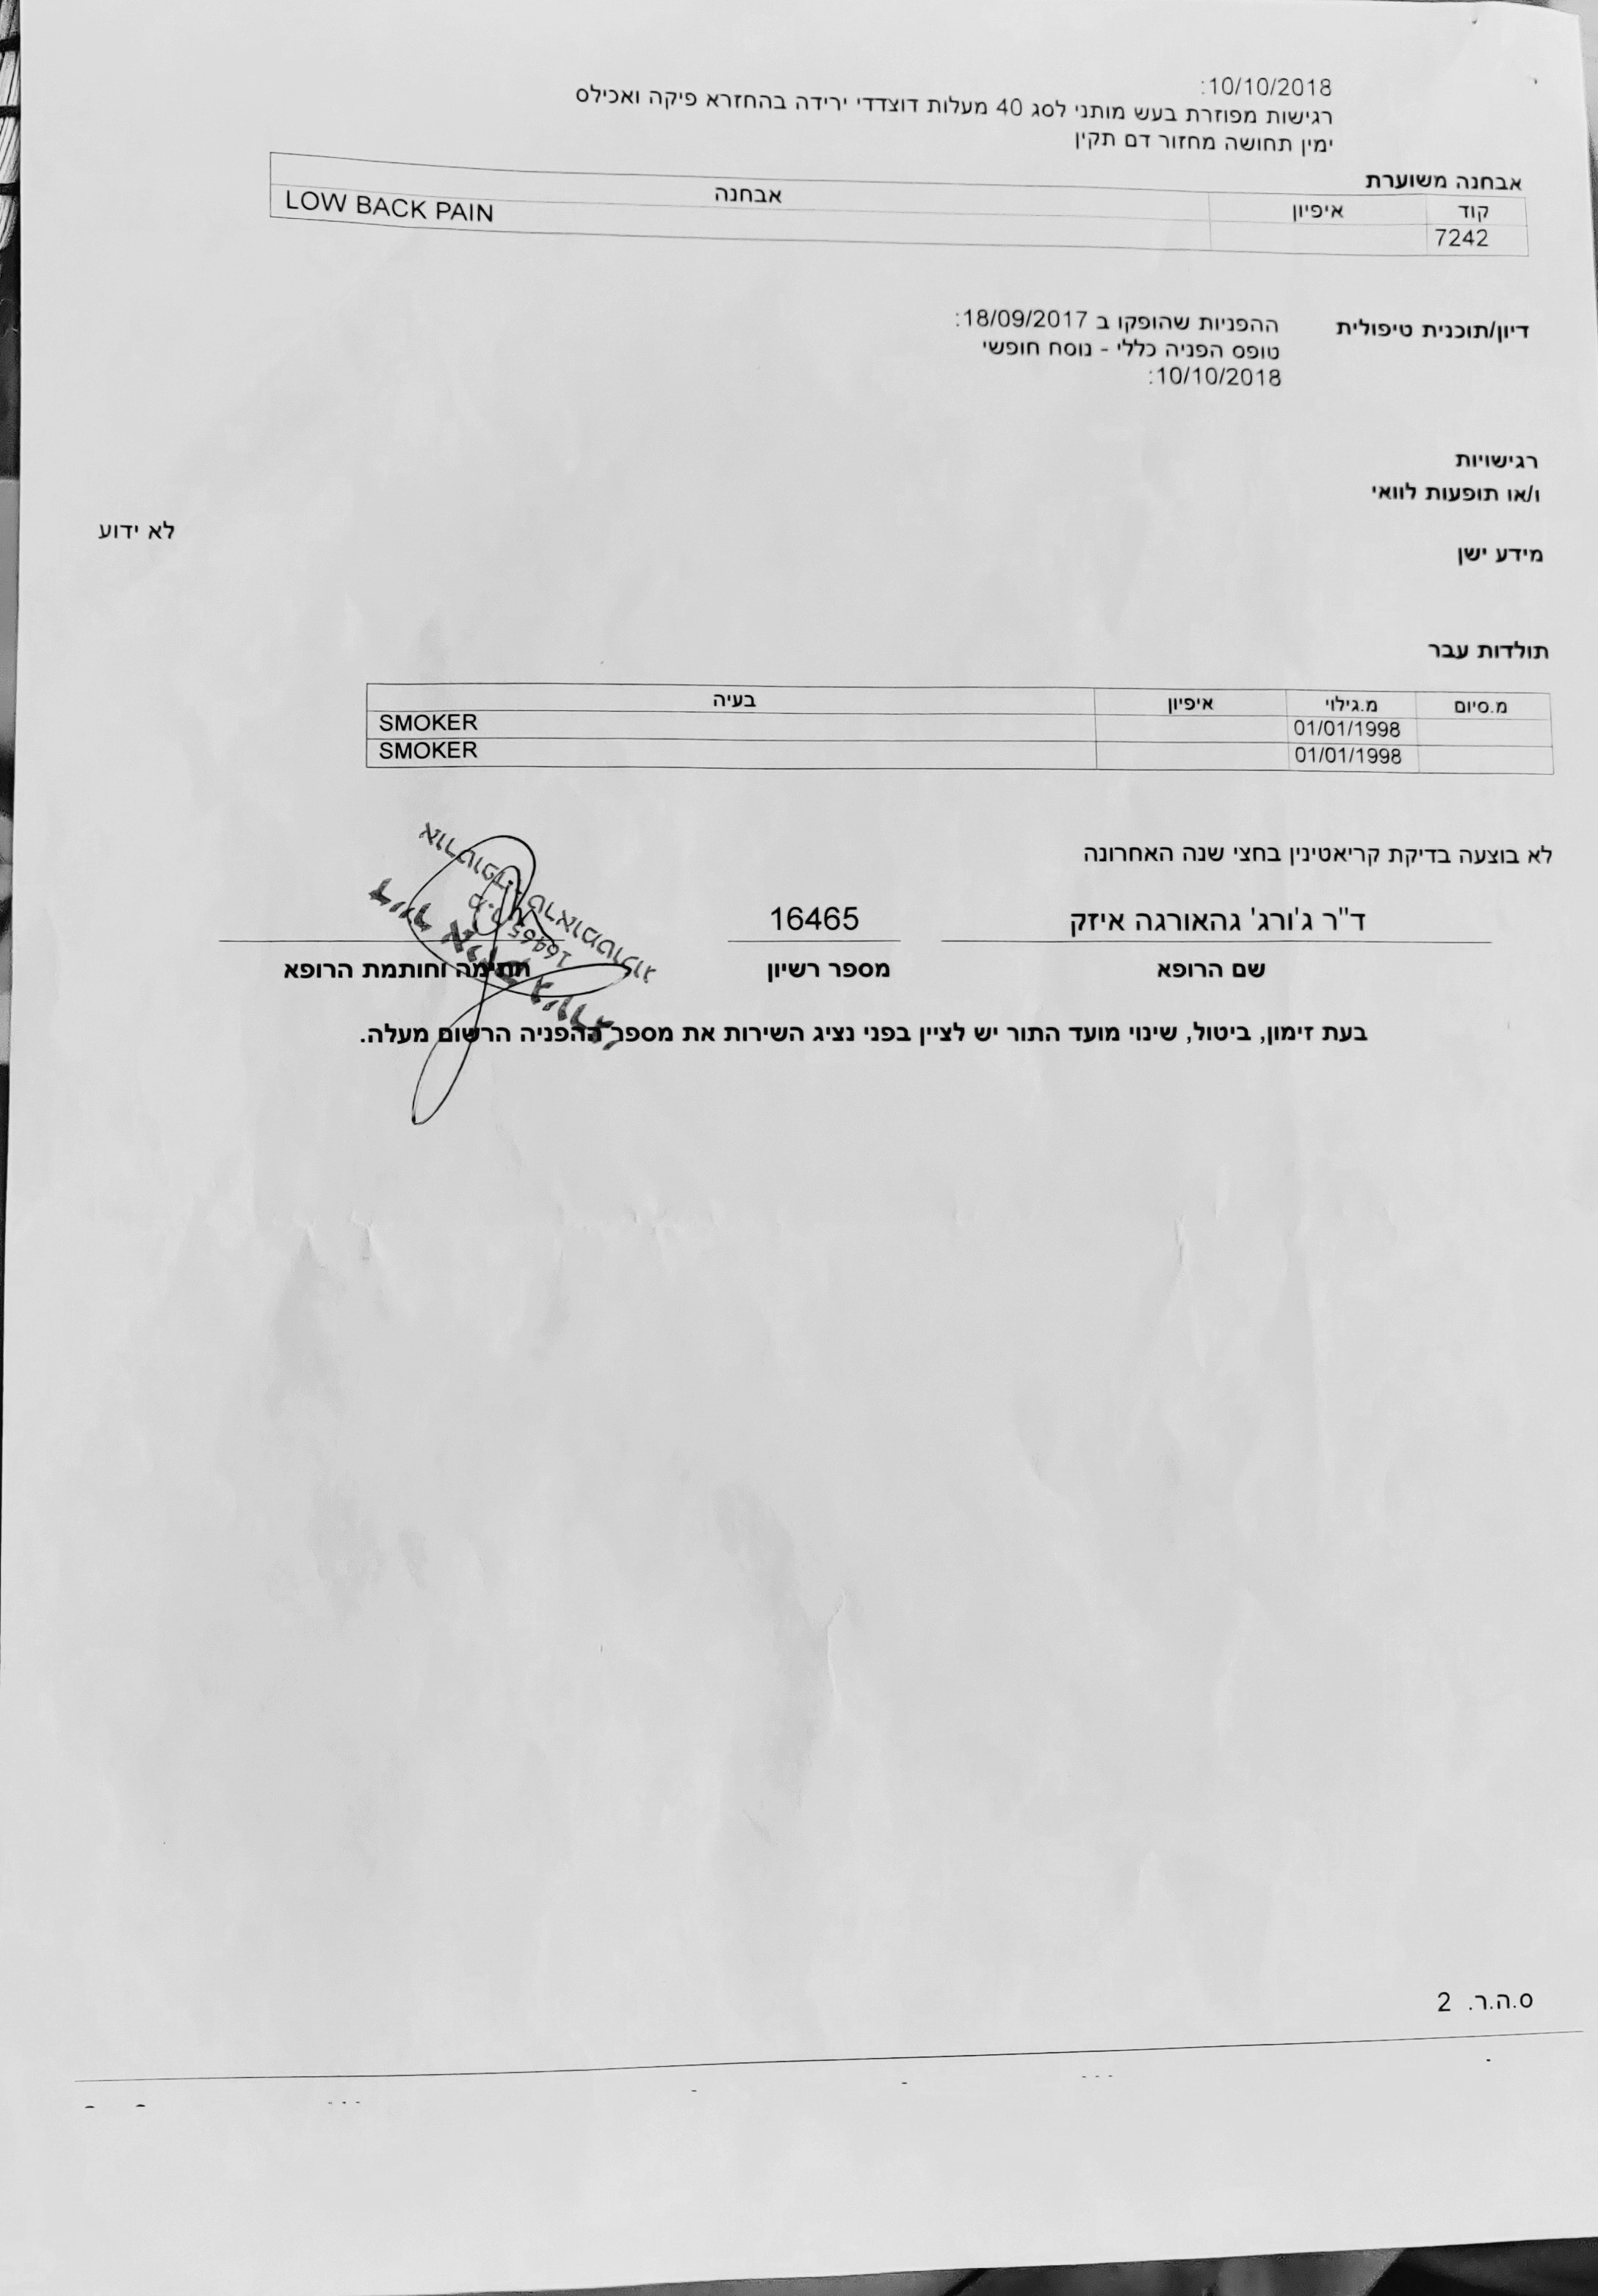 10/10/2018:
רגישות מפוזרת בעש מותני לסג 40 מעלות דוצדדי ירידה בהחזרא פיקה ואכילס
ימין תחושה מחזור דם תקין
אבחנה משוערת
קוד איפיון אבחנה
7242 LOW BACK PAIN
דיון/תוכנית טיפולית ההפניות שהופקו ב 18/09/2017:
טופס הפניה כללי - נוסח חופשי
10/10/2018:
רגישויות
ו/או תופעות לוואי
לא ידוע
מידע ישן
תולדות עבר
מ.סיום מ.גילוי איפיון בעיה
01/01/1998 SMOKER
01/01/1998 SMOKER
לא בוצעה בדיקת קריאטינין בחצי שנה האחרונה
ד"ר ג'ורג' גהאורגה איזק 16465
שם הרופא מספר רשיון חתימה וחותמת הרופא
16465
בעת זימון, ביטול, שינוי מועד התור יש לציין בפני נציג השירות את מספר ההפניה הרשום מעלה.
ס.ה.ר. 2